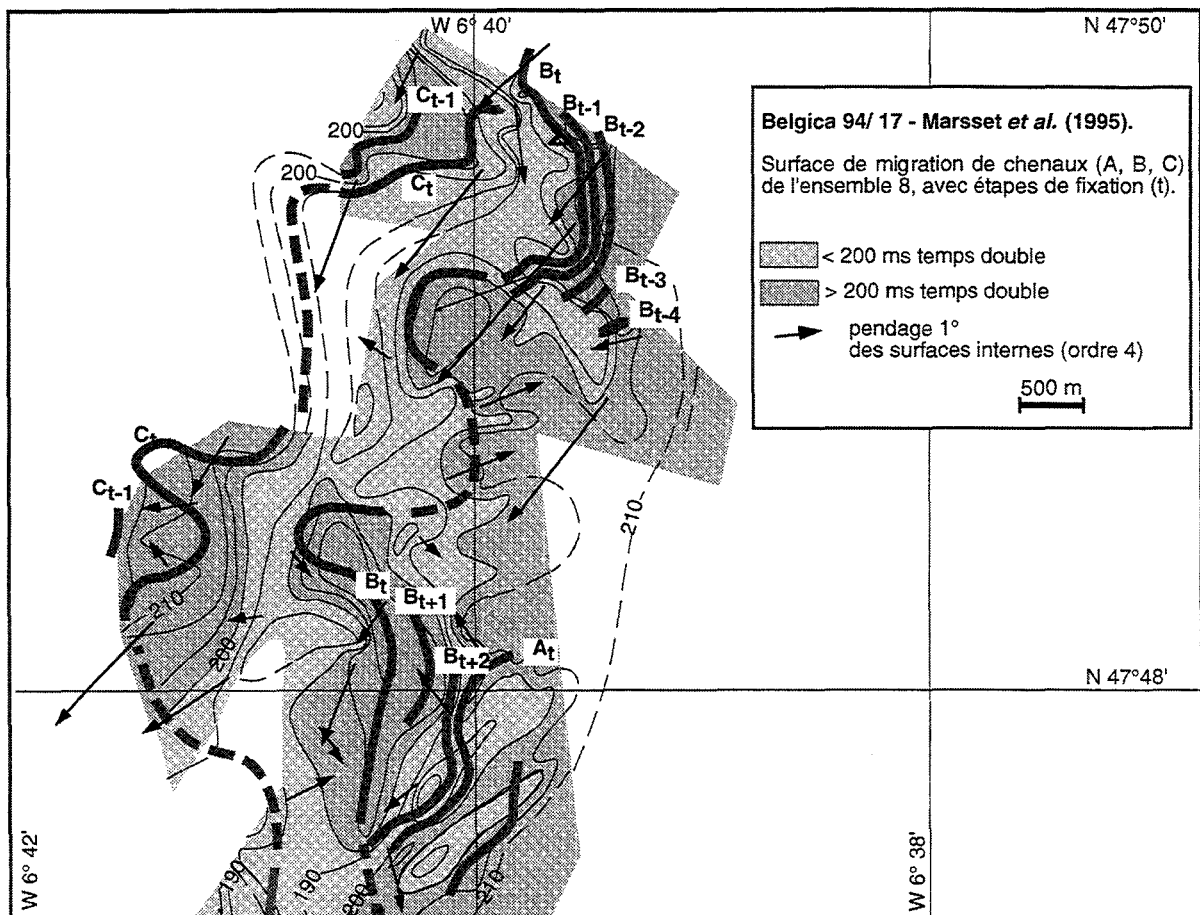 W 6° 40'
N 47°50'
Bt
Ct-1
Bt-1
Bt-2
200
200
Ct
Belgica 94/ 17 - Marsset et al. (1995).
Surface de migration de chenaux (A, B, C)
de l'ensemble 8, avec étapes de fixation (t).
< 200 ms temps double
> 200 ms temps double
pendage 1°
des surfaces internes (ordre 4)
500 m
Bt-3
Bt-4
Ct
Ct-1
210
Bt
Bt+1
210
200
Bt+2
At
N 47°48'
W 6° 42'
190
190
200
210
W 6° 38'